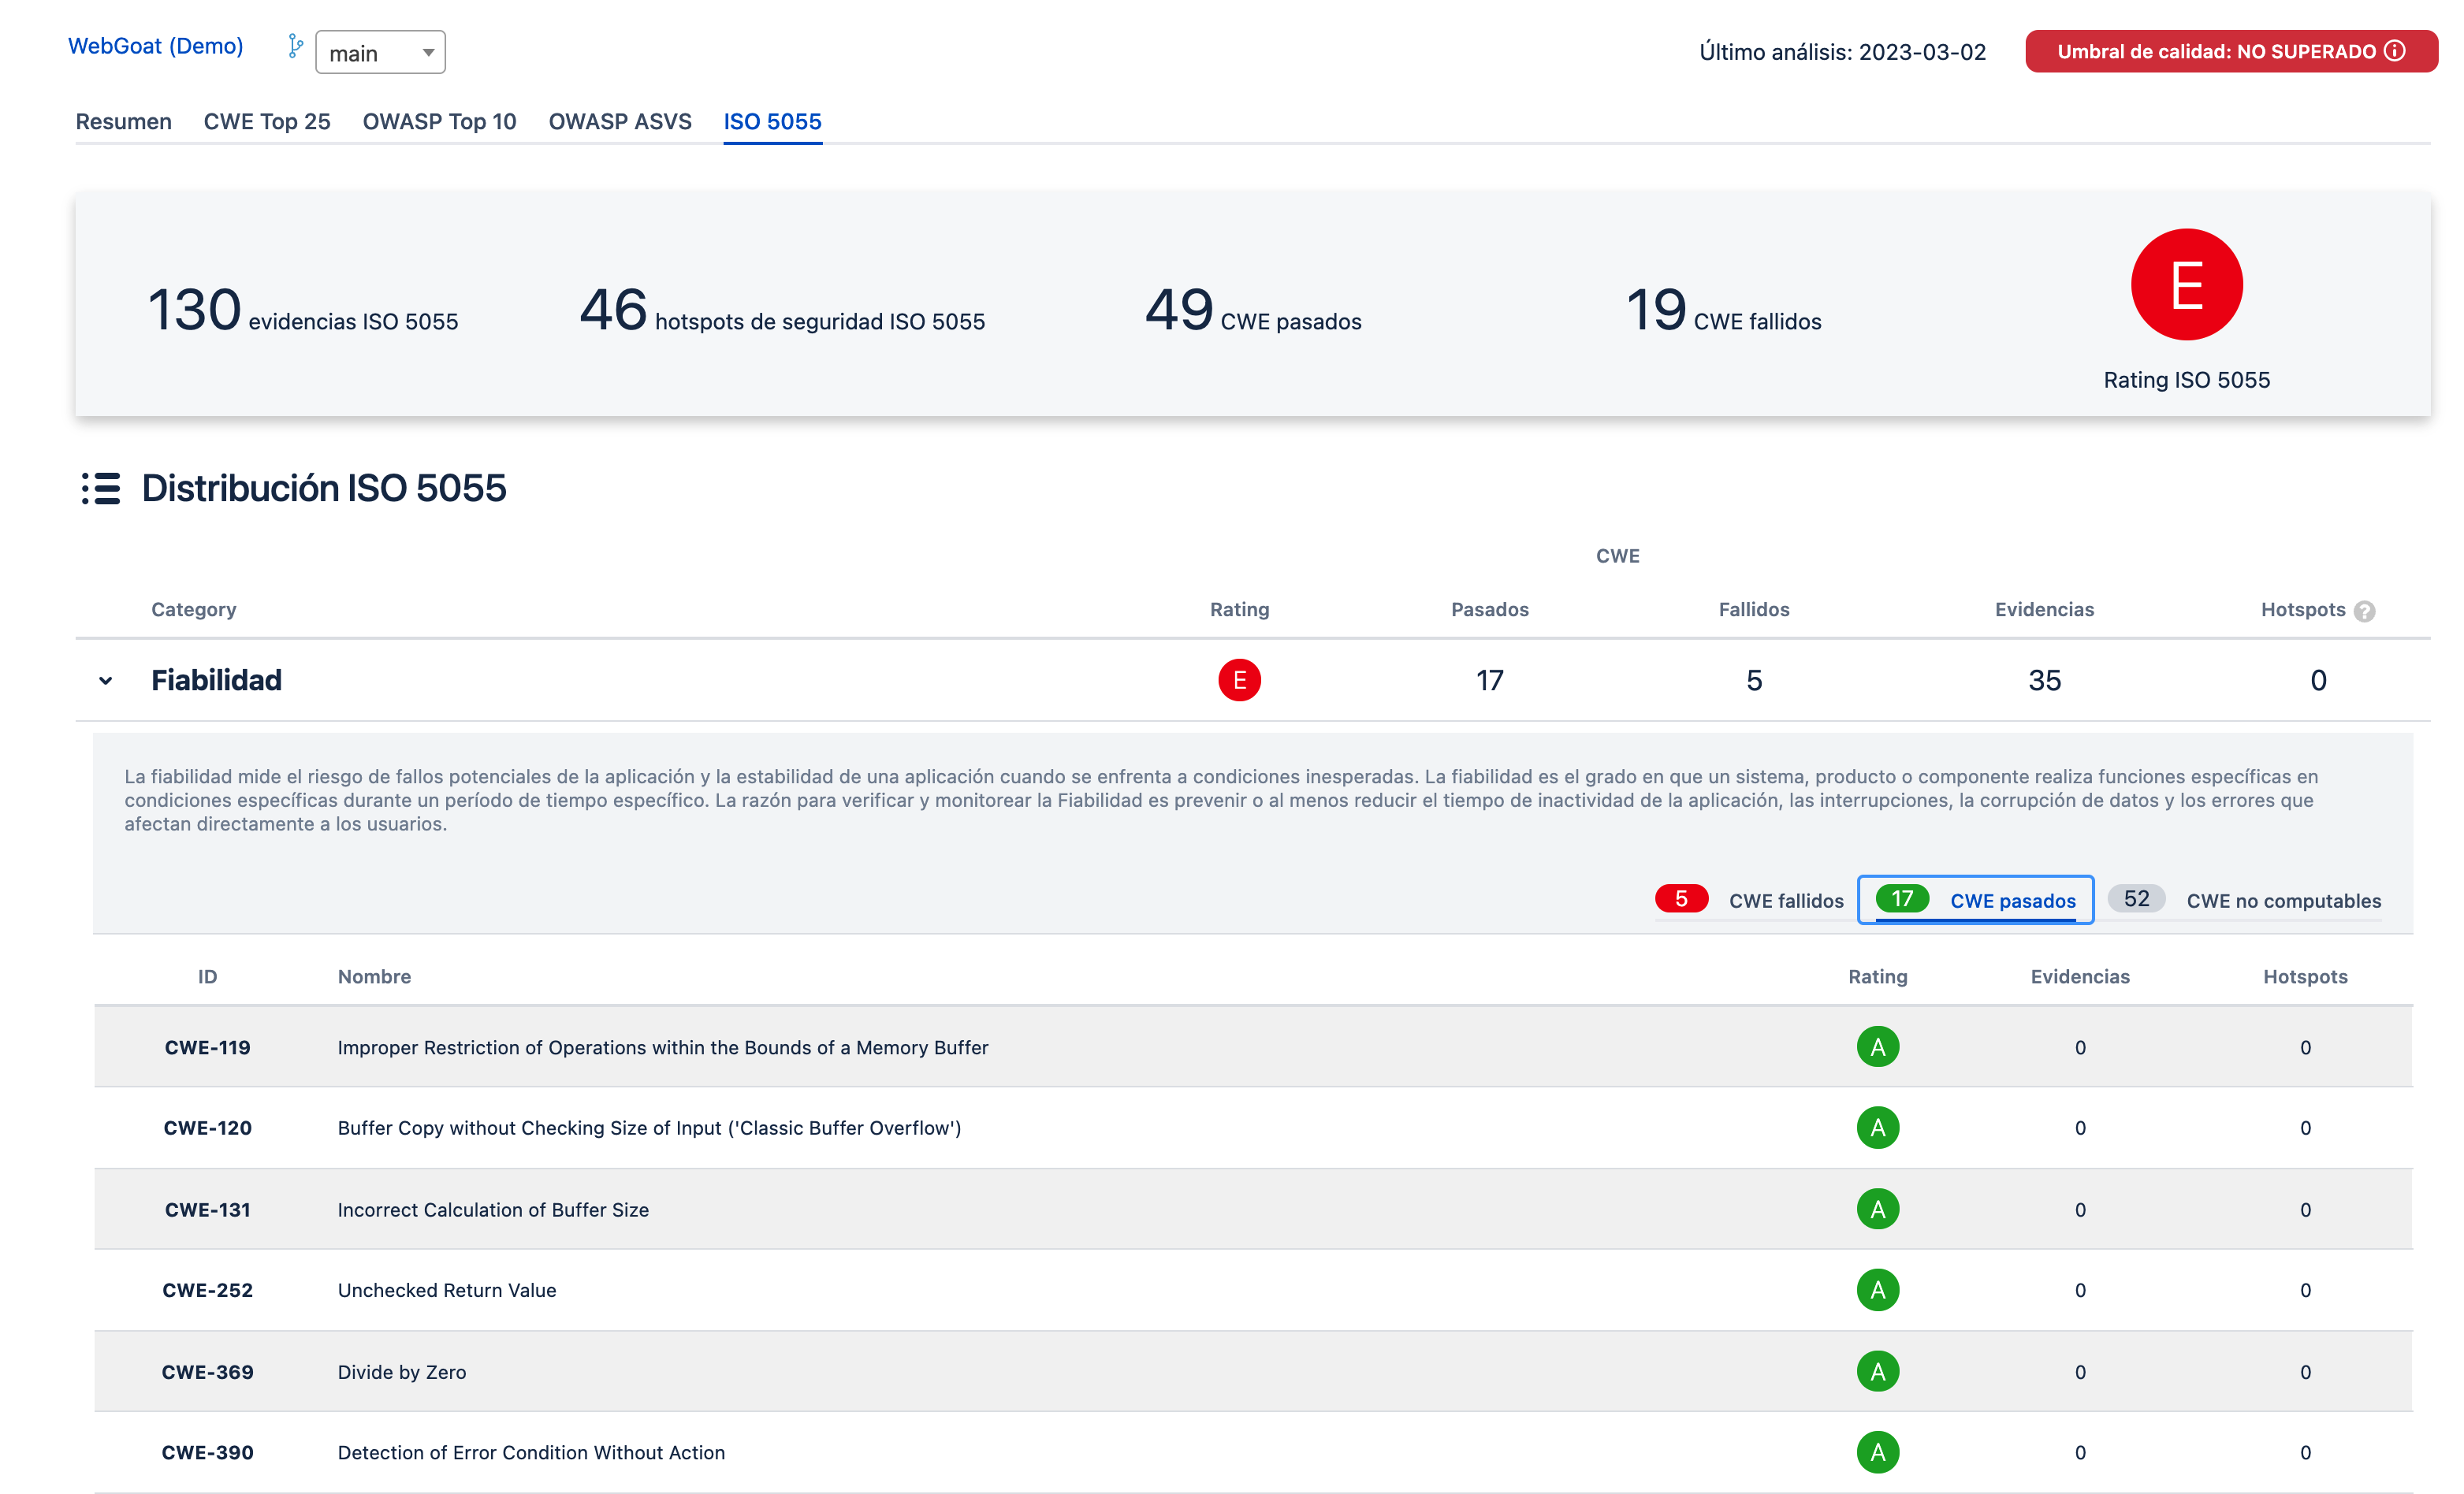 WebGoat (Demo) main Último análisis: 2023-03-02 Umbral de calidad: NO SUPERADO
Resumen CWE Top 25 OWASP Top 10 OWASP ASVS ISO 5055
130 evidencias ISO 5055 46 hotspots de seguridad ISO 5055 49 CWE pasados 19 CWE fallidos E
Rating ISO 5055
Distribución ISO 5055
CWE
Category Rating Pasados Fallidos Evidencias Hotspots ?
Fiabilidad E 17 5 35 0
La fiabilidad mide el riesgo de fallos potenciales de la aplicación y la estabilidad de una aplicación cuando se enfrenta a condiciones inesperadas. La fiabilidad es el grado en que un sistema, producto o componente realiza funciones específicas en
condiciones específicas durante un período de tiempo específico. La razón para verificar y monitorear la Fiabilidad es prevenir o al menos reducir el tiempo de inactividad de la aplicación, las interrupciones, la corrupción de datos y los errores que
afectan directamente a los usuarios.
5 CWE fallidos 17 CWE pasados 52 CWE no computables
ID Nombre Rating Evidencias Hotspots
CWE-119 Improper Restriction of Operations within the Bounds of a Memory Buffer A 0 0
CWE-120 Buffer Copy without Checking Size of Input ('Classic Buffer Overflow') A 0 0
CWE-131 Incorrect Calculation of Buffer Size A 0 0
CWE-252 Unchecked Return Value A 0 0
CWE-369 Divide by Zero A 0 0
CWE-390 Detection of Error Condition Without Action A 0 0